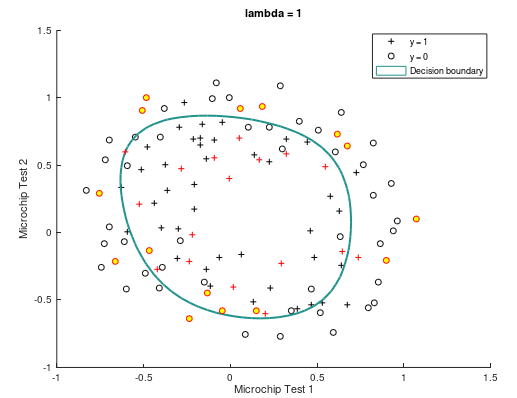 lambda = 1
1.5
y = 1
y = 0
Decision boundary
1
0.5
0
-0.5
-1
Microchip Test 2
-1 -0.5 0 0.5 1 1.5
Microchip Test 1